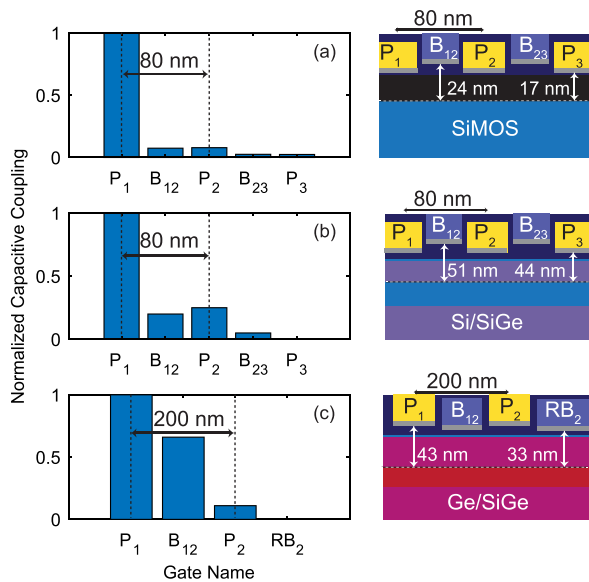 Normalized Capacitive Coupling
1
0.5
0
(a)
80 nm
P1 B12 P2 B23 P3
80 nm
P1 B12 P2 B23 P3
24 nm 17 nm
SiMOS
1
0.5
0
(b)
80 nm
P1 B12 P2 B23 P3
80 nm
P1 B12 P2 B23 P3
51 nm 44 nm
Si/SiGe
1
0.5
0
(c)
200 nm
P1 B12 P2 RB2
Gate Name
200 nm
P1 B12 P2 RB2
43 nm 33 nm
Ge/SiGe